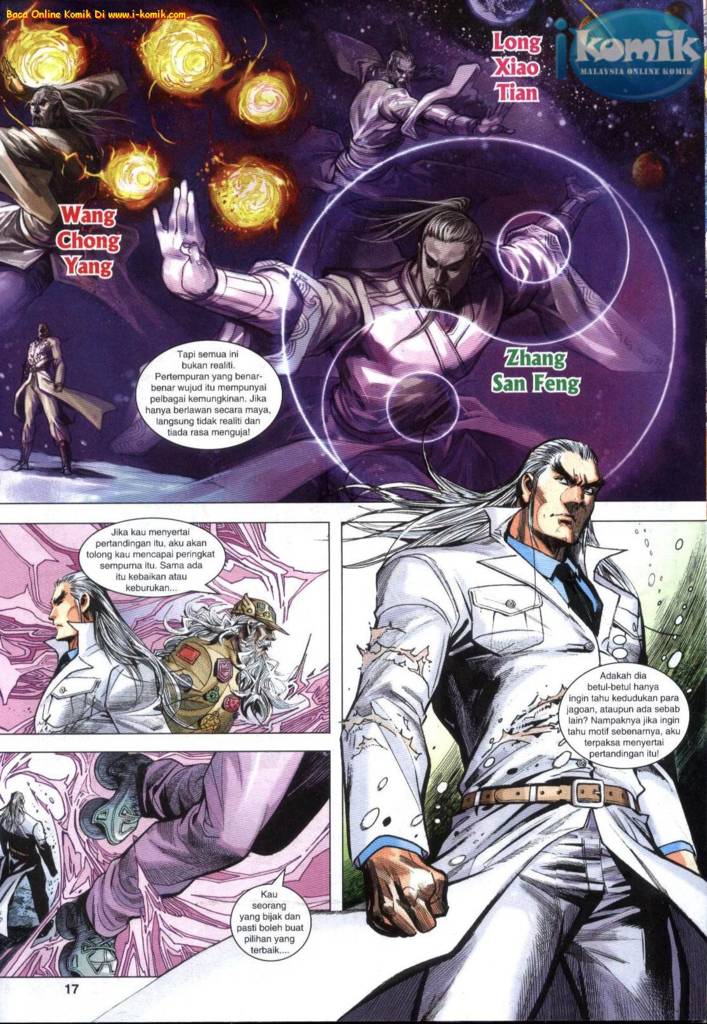 Baca Online Komik Di www.i-komik.com
ikomik
MALAYSIA ONLINE KOMIK
Long
Xiao
Tian
Wang
Chong
Yang
Zhang
San Feng
Tapi semua ini
bukan realiti.
Pertempuran yang benar-
benar wujud itu mempunyai
pelbagai kemungkinan. Jika
hanya berlawan secara maya,
langsung tidak realiti dan
tiada rasa menguja!
Jika kau menyertai
pertandingan itu, aku akan
tolong kau mencapai peringkat
sempurna itu. Sama ada
itu kebaikan atau
keburukan...
Adakah dia
betul-betul hanya
ingin tahu kedudukan para
jagoan, ataupun ada sebab
lain? Nampaknya jika ingin
tahu motif sebenarnya, aku
terpaksa menyertai
pertandingan itu!
Kau
seorang
yang bijak dan
pasti boleh buat
pilihan yang
terbaik,...
17